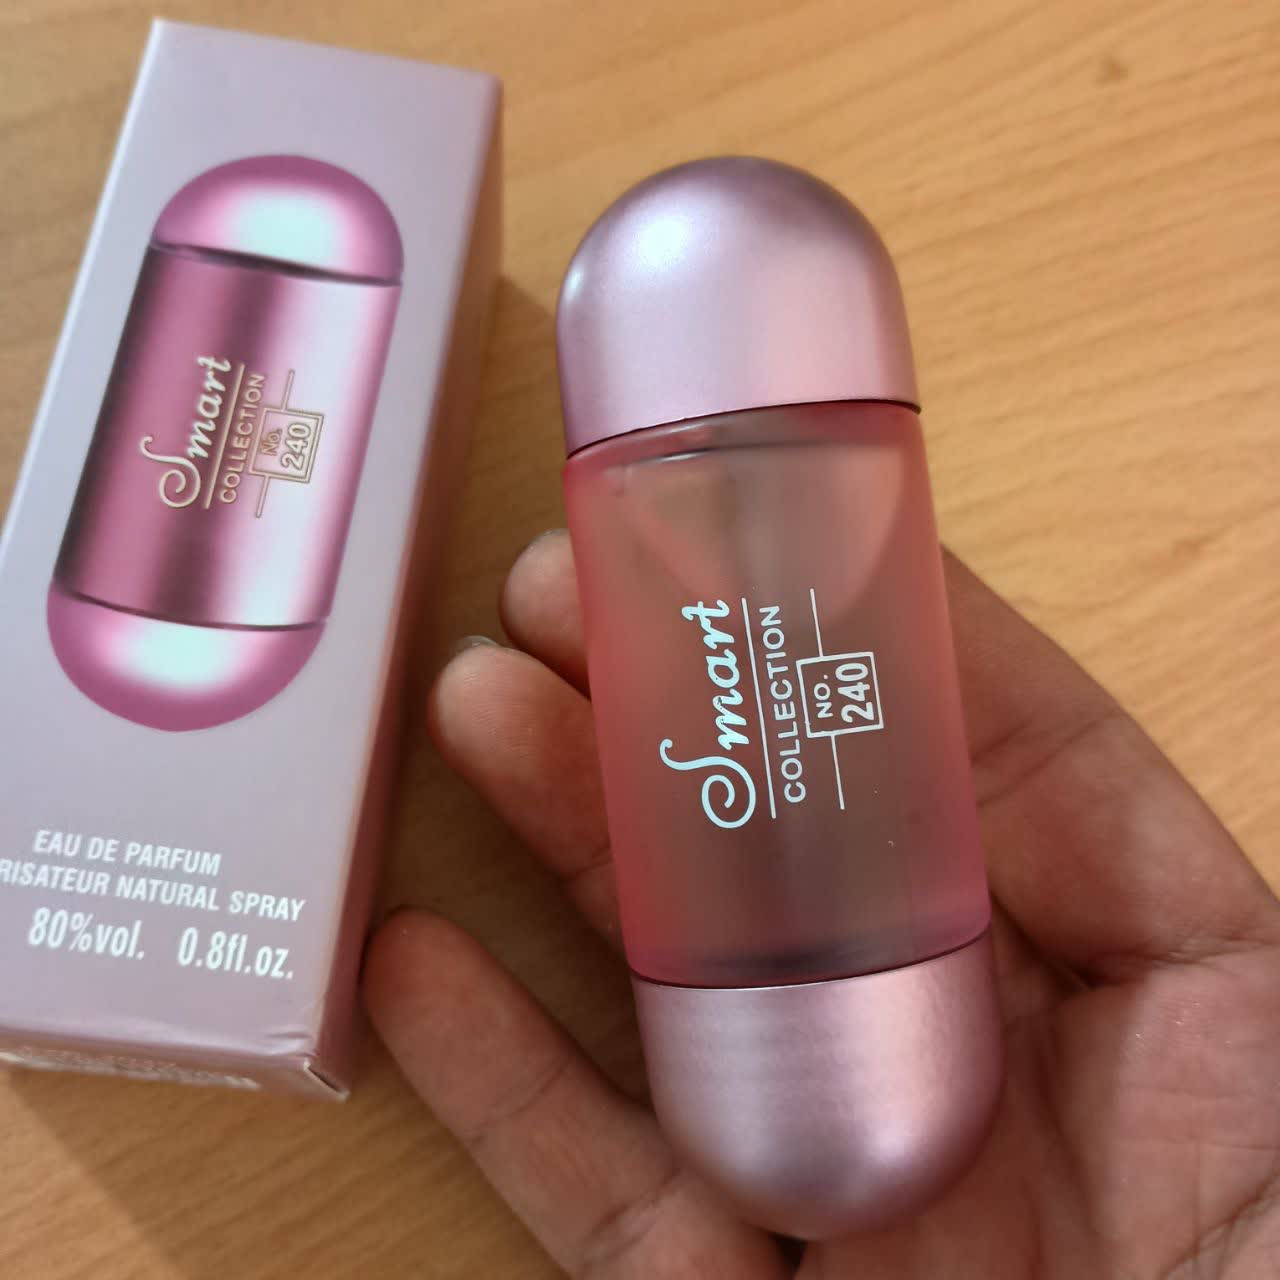 Smart
COLLECTION
No.
240
EAU DE PARFUM
RISATEUR NATURAL SPRAY
80%vol. 0.8fl.oz.
Smart
COLLECTION
NO.
240